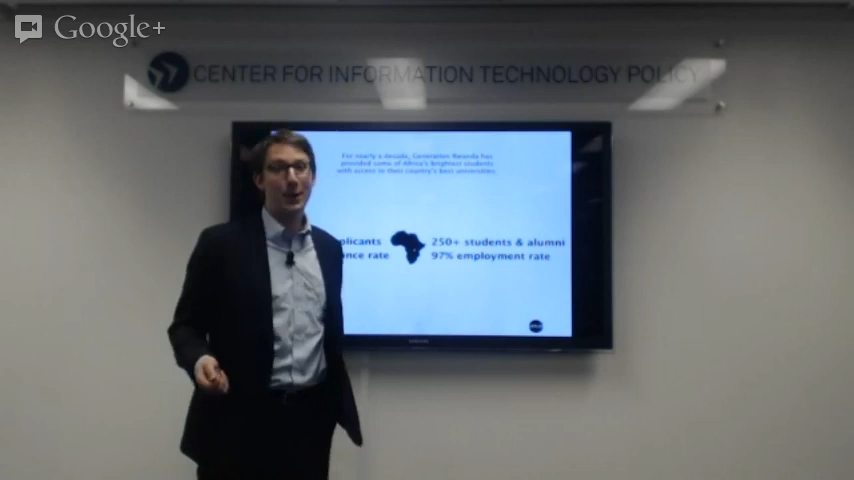 Google+
CENTER FOR INFORMATION TECHNOLOGY POLICY
For nearly a decade, Generation Rwanda has
provided some of Africa's brightest students
with access to their country's best universities.
plicants
250+ students & alumni
nce rate
97% employment rate
SAMSUNG